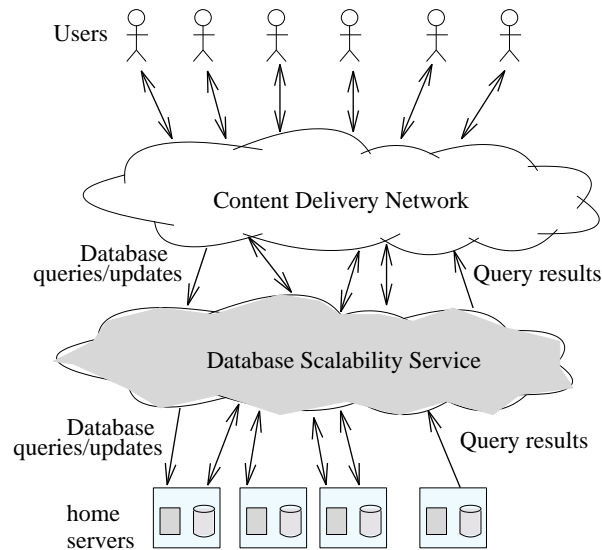 Users
Content Delivery Network
Database
queries/updates
Query results
Database Scalability Service
Database
queries/updates
Query results
home
servers